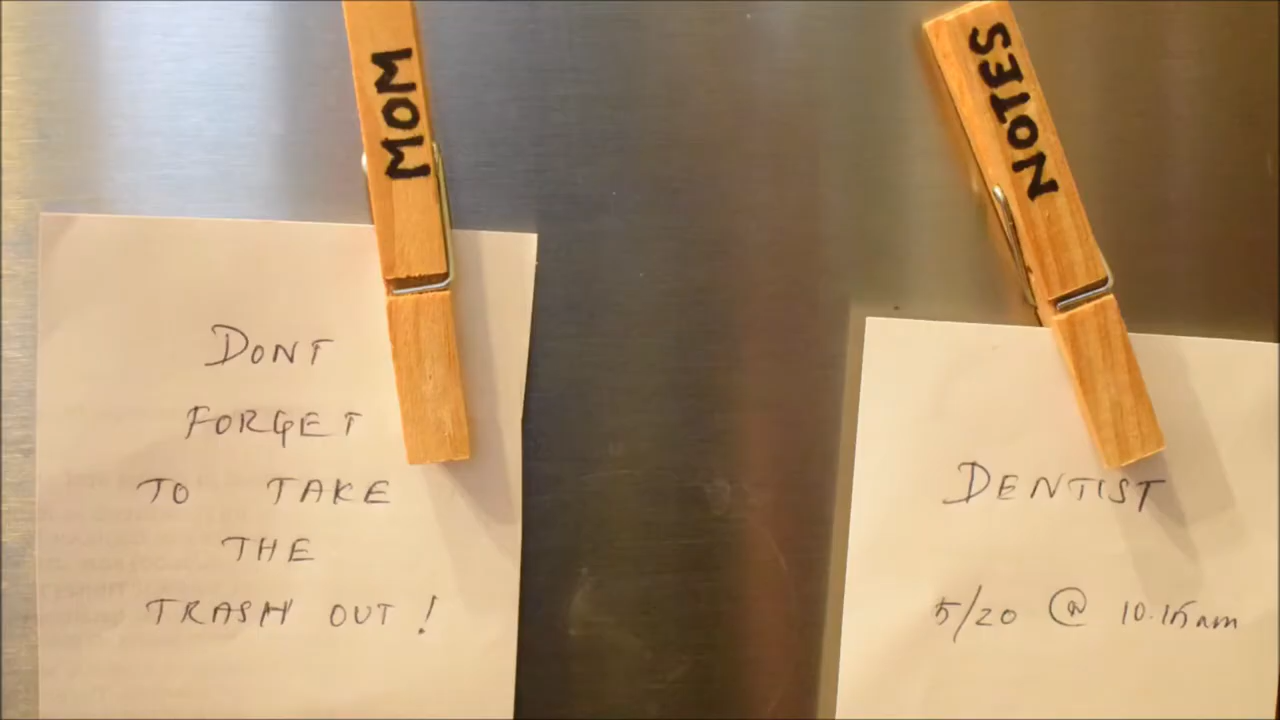 MOM
DONT
FORGET
TO TAKE
THE
TRASH OUT!
NOTES
DENTIST
5/20 @ 10.15am